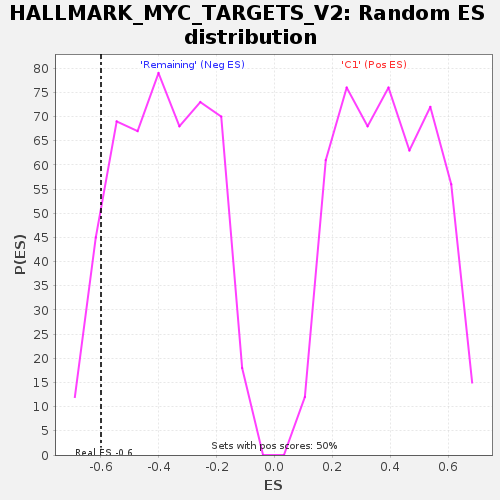 HALLMARK_MYC_TARGETS_V2: Random ES
distribution
'Remaining' (Neg ES)
'C1' (Pos ES)
P(ES)
80
75
70
65
60
55
50
45
40
35
30
25
20
15
10
5
0
Sets with pos scores: 50%
Real ES -0.6
-0.6 -0.4 -0.2 0.0 0.2 0.4 0.6
ES